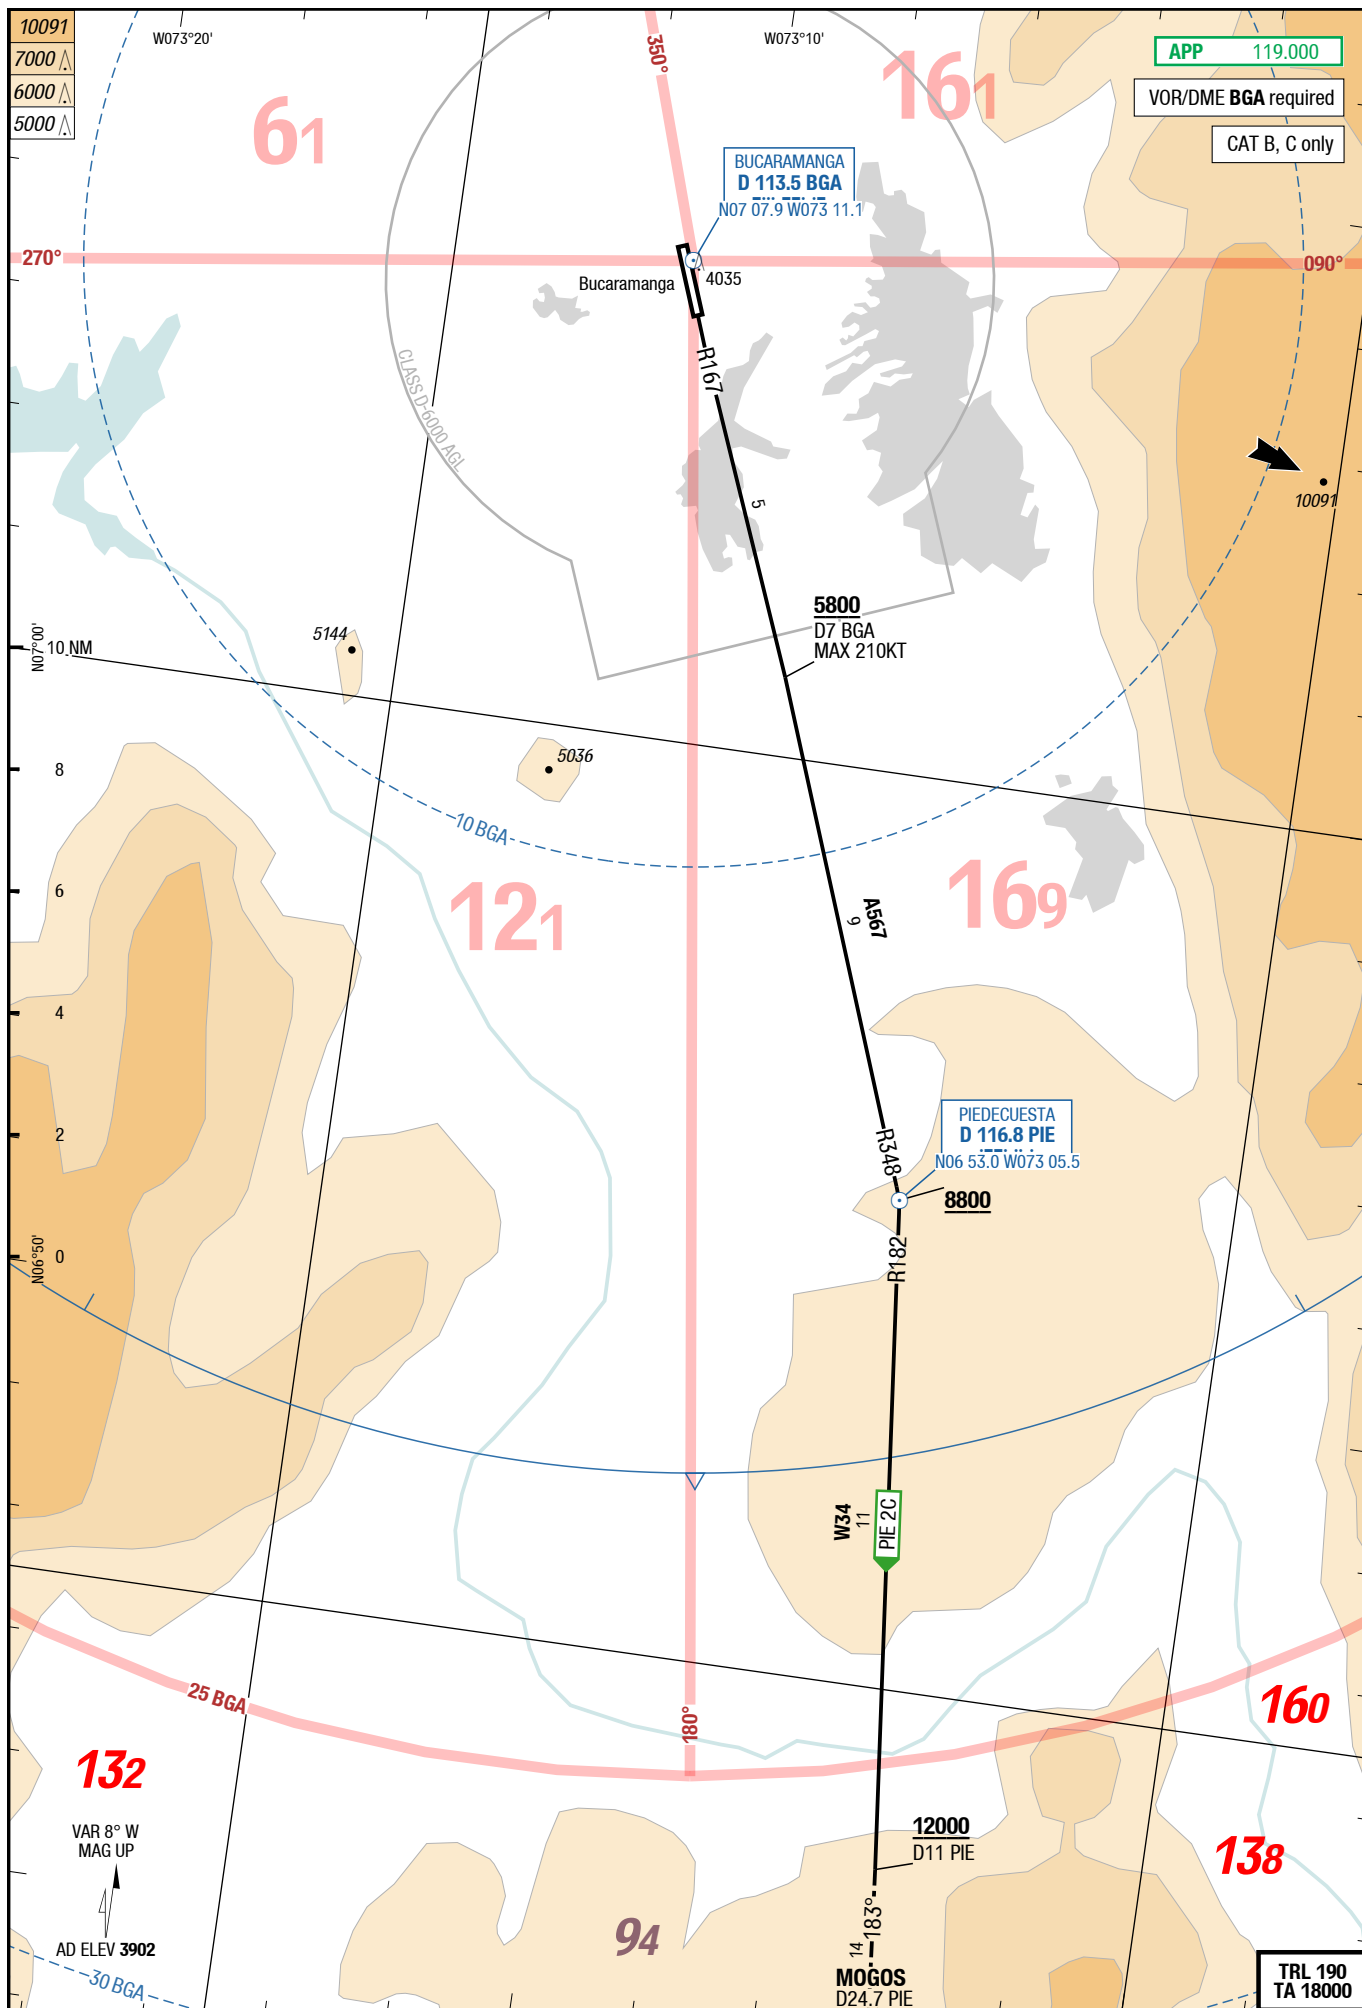 10091
7000
6000
5000
W073°20'
350°
W073°10'
APP 119.000
VOR/DME BGA required
CAT B, C only
61
161
BUCARAMANGA
D 113.5 BGA
N07 07.9 W073 11.1
270°
090°
Bucaramanga
4035
R167
CLASS D-6000 AGL
10091
5
5800
D7 BGA
MAX 210KT
5144
N07°00'
10 NM
5036
8
10 BGA
6
121
169
A567
9
4
2
PIEDECUESTA
D 116.8 PIE
N06 53.0 W073 05.5
R348
8800
R182
N06°50'
0
W34
11
PIE 2C
25 BGA
180°
160
132
VAR 8° W
MAG UP
12000
D11 PIE
138
94
183°
14
AD ELEV 3902
30 BGA
MOGOS
D24.7 PIE
TRL 190
TA 18000